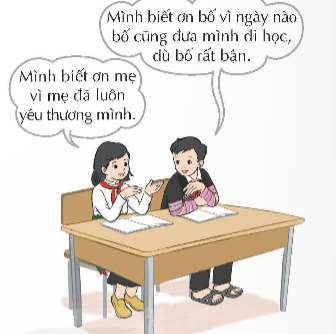 Mình biết ơn bố vì ngày nào
bố cũng đưa mình đi học,
dù bố rất bận.
Mình biết ơn mẹ
vì mẹ đã luôn
yêu thương mình.